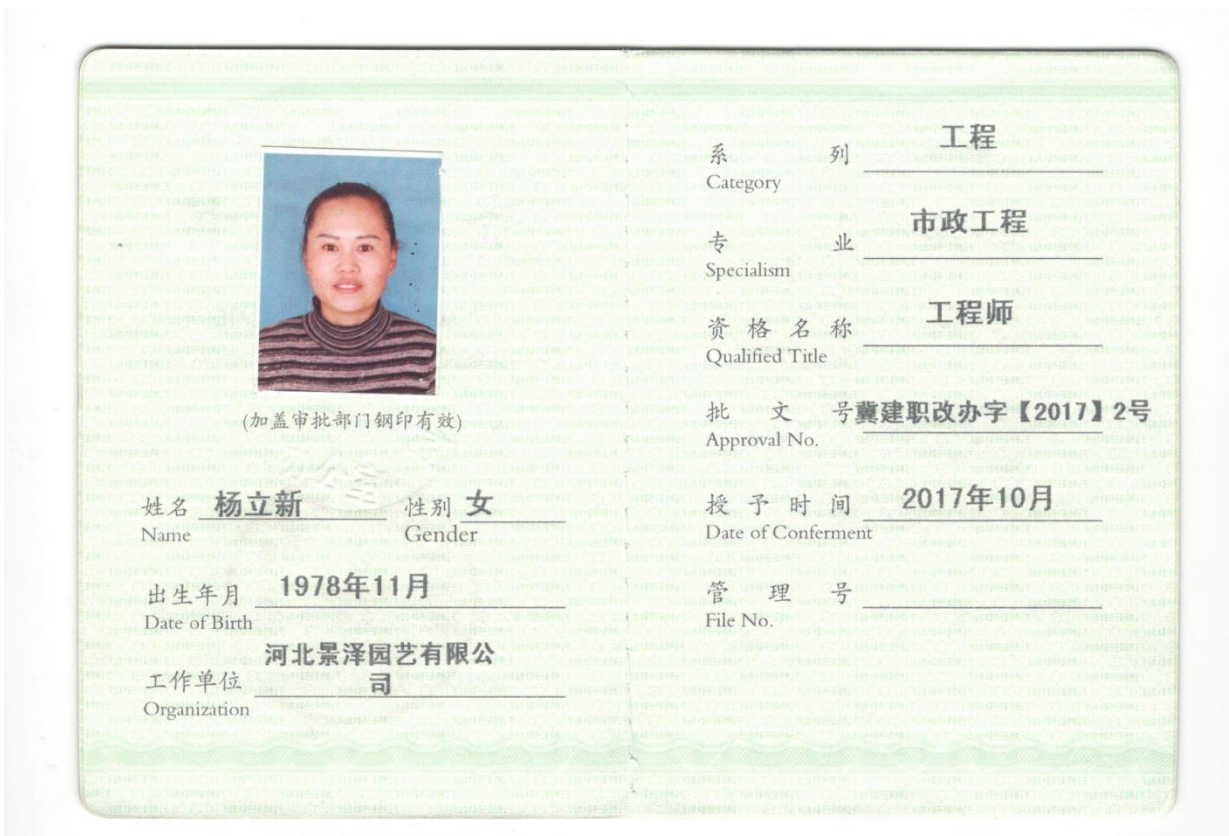 (加盖审批部门钢印有效)
姓名 杨立新 性别 女
Name Gender
出生年月 1978年11月
Date of Birth
河北景泽园艺有限公
工作单位 司
Organization
系列 工程
Category
专业 市政工程
Specialism
资格名称 工程师
Qualified Title
批文号 冀建职改办字【2017】2号
Approval No.
授予时间 2017年10月
Date of Conferment
管理号
File No.